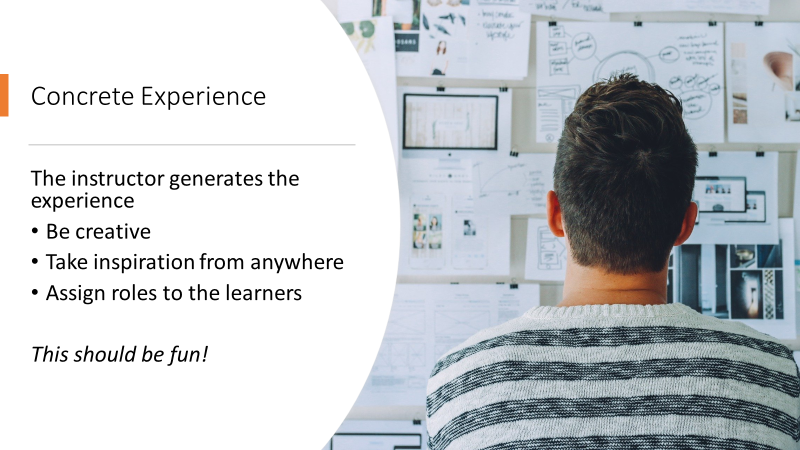 Concrete Experience
The instructor generates the
experience
• Be creative
• Take inspiration from anywhere
• Assign roles to the learners
This should be fun!